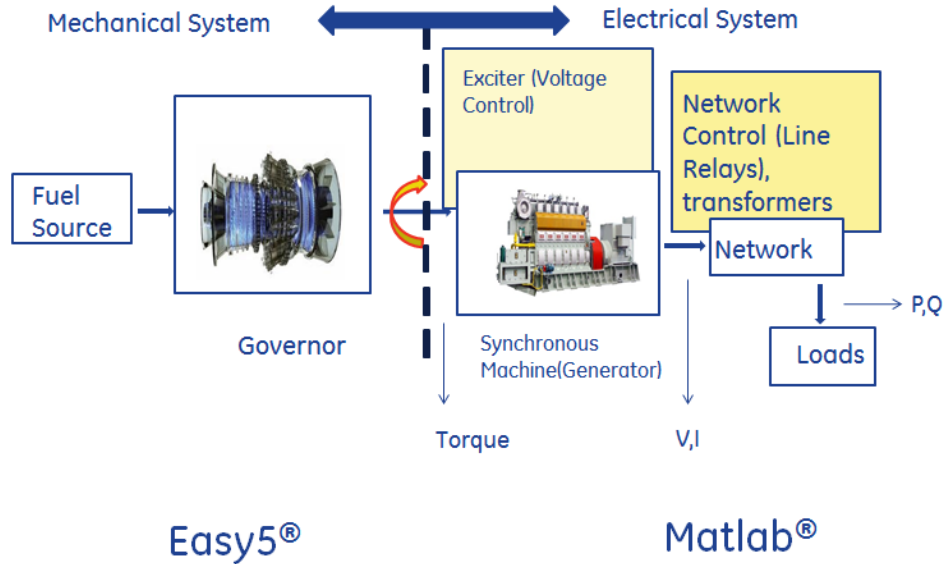 Mechanical System
Electrical System
Exciter (Voltage
Control)
Network
Control (Line
Relays),
transformers
Fuel
Source
Network
P,Q
Governor
Synchronous
Machine(Generator)
Loads
Torque
V,I
Easy5®
Matlab®